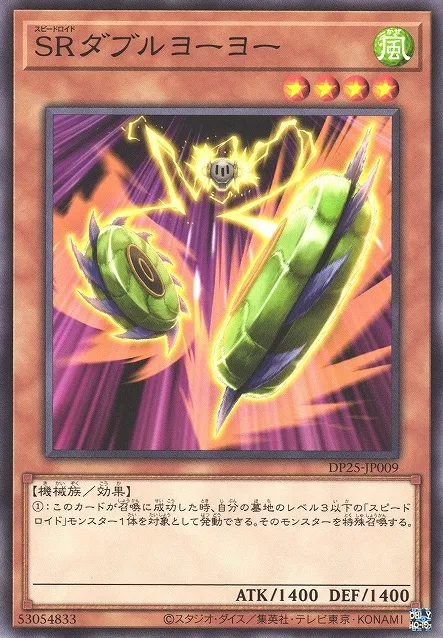 スピードロイド
SRダブルヨーヨー
風
DP25-JP009
【機械族/効果】
①:このカードが召喚に成功した時、自分の墓地のレベル3以下の「スピード
ロイド」モンスター1体を対象として発動できる。そのモンスターを特殊召喚する。
ATK/1400 DEF/1400
53054833 ©スタジオ・ダイス/集英社・テレビ東京・KONAMI